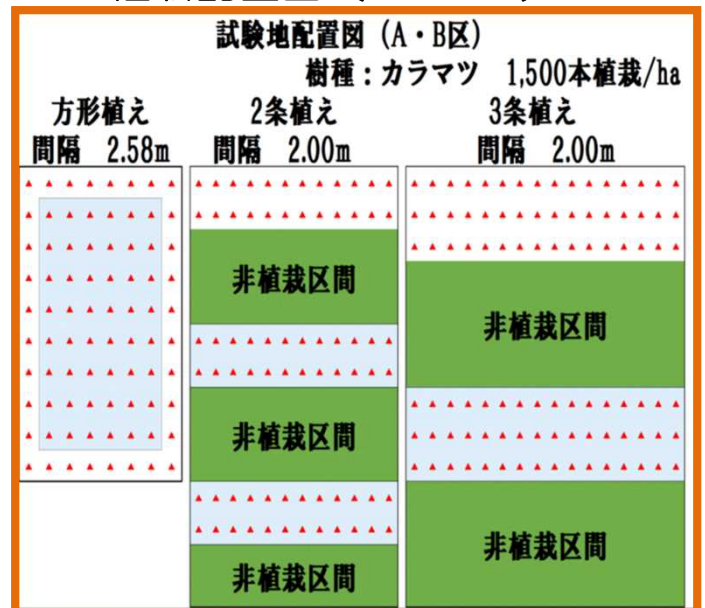 試験地配置図（A・B区）
樹種：カラマツ　1,500本植栽/ha
方形植え
間隔　2.58m
2条植え
間隔　2.00m
3条植え
間隔　2.00m
非植栽区間
非植栽区間
非植栽区間
非植栽区間
非植栽区間